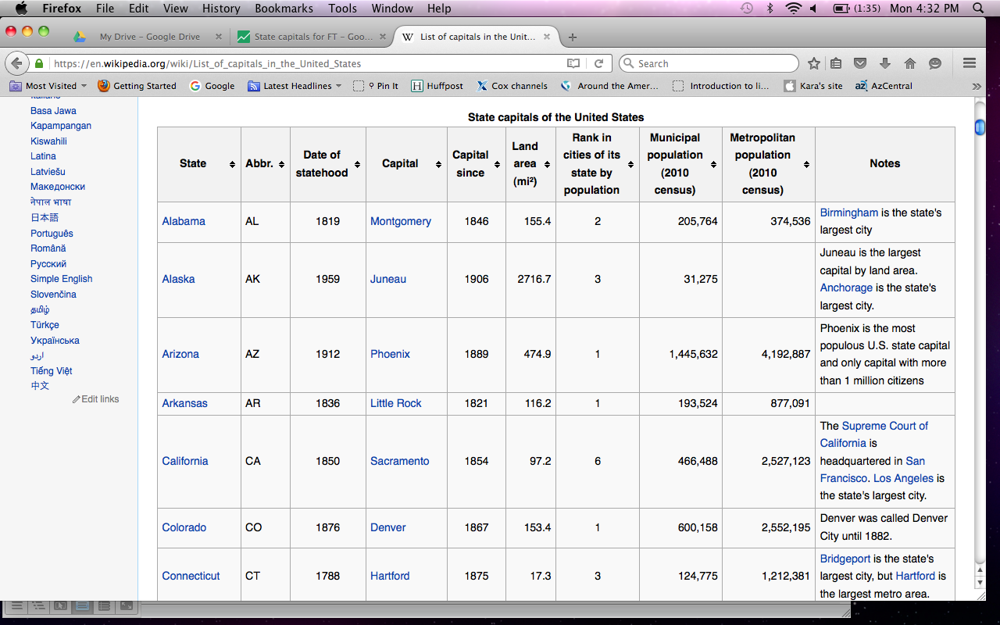 Firefox File Edit View History Bookmarks Tools Window Help (1:35) Mon 4:32 PM
My Drive – Google Drive State capitals for FT – Goo... W List of capitals in the Unit...
https://en.wikipedia.org/wiki/List_of_capitals_in_the_United_States Search
Most Visited Getting Started Google Latest Headlines Pin It Huffpost Cox channels Around the Amer... Introduction to li... Kara's site AzCentral
Italiano
Basa Jawa
Kapampangan
Kiswahili
Latina
Latviešu
Македонски
नेपाल भाषा
日本語
Português
Română
Русский
Simple English
Slovenčina
தமிழ்
Türkçe
Українська
اردو
Tiếng Việt
中文
Edit links
State capitals of the United States
State Abbr. Date of statehood Capital Capital since Land area (mi²) Rank in cities of its state by population Municipal population (2010 census) Metropolitan population (2010 census) Notes
Alabama AL 1819 Montgomery 1846 155.4 2 205,764 374,536 Birmingham is the state's
largest city
Alaska AK 1959 Juneau 1906 2716.7 3 31,275 Juneau is the largest
capital by land area.
Anchorage is the state's
largest city.
Arizona AZ 1912 Phoenix 1889 474.9 1 1,445,632 4,192,887 Phoenix is the most
populous U.S. state capital
and only capital with more
than 1 million citizens
Arkansas AR 1836 Little Rock 1821 116.2 1 193,524 877,091
California CA 1850 Sacramento 1854 97.2 6 466,488 2,527,123 The Supreme Court of
California is
headquartered in San
Francisco. Los Angeles is
the state's largest city.
Colorado CO 1876 Denver 1867 153.4 1 600,158 2,552,195 Denver was called Denver
City until 1882.
Connecticut CT 1788 Hartford 1875 17.3 3 124,775 1,212,381 Bridgeport is the state's
largest city, but Hartford is
the largest metro area.